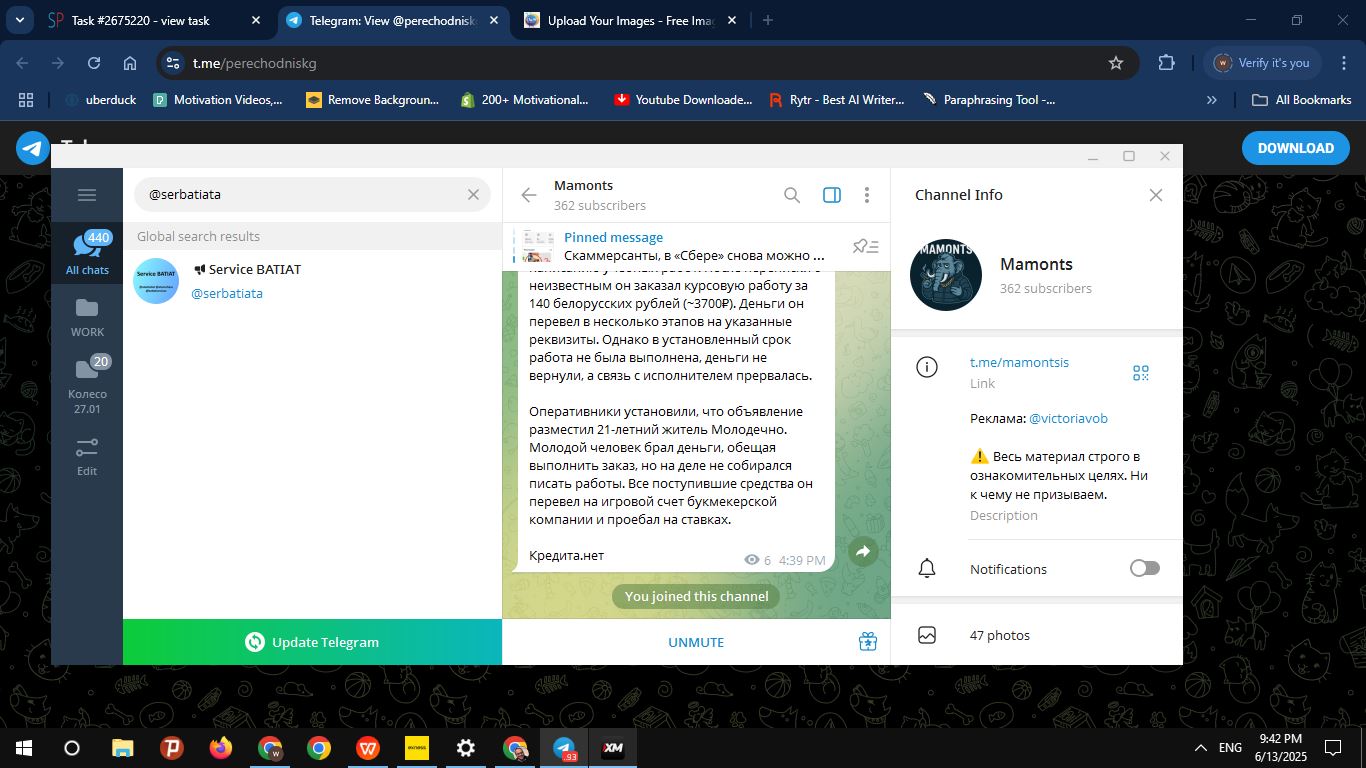 Task #2675220 - view task
Telegram: View @perechodniskg
Upload Your Images - Free Ima
t.me/perechodniskg
Verify it's you
uberduck
Motivation Videos,...
Remove Backgroun...
200+ Motivational...
Youtube Downloade...
Rytr - Best AI Writer...
Paraphrasing Tool -...
All Bookmarks
DOWNLOAD
@serbatiata
Global search results
Service BATIAT
Service BATIAT
@serbatiata
440
All chats
WORK
20
Колесо
27.01
Edit
Update Telegram
Mamonts
362 subscribers
Pinned message
Скаммерсанты, в «Сбере» снова можно ...
неизвестным он заказал курсовую работу за
140 белорусских рублей (~3700₽). Деньги он
перевел в несколько этапов на указанные
реквизиты. Однако в установленный срок
работа не была выполнена, деньги не
вернули, а связь с исполнителем прервалась.
Оперативники установили, что объявление
разместил 21-летний житель Молодечно.
Молодой человек брал деньги, обещая
выполнить заказ, но на деле не собирался
писать работы. Все поступившие средства он
перевел на игровой счет букмекерской
компании и проебал на ставках.
Кредита.нет
6 4:39 PM
You joined this channel
UNMUTE
Channel Info
MAMONTS
Mamonts
362 subscribers
t.me/mamontsis
Link
Реклама: @victoriavob
⚠️ Весь материал строго в
ознакомительных целях. Ни
к чему не призываем.
Description
Notifications
47 photos
exness
.93
XM
ENG
9:42 PM
6/13/2025